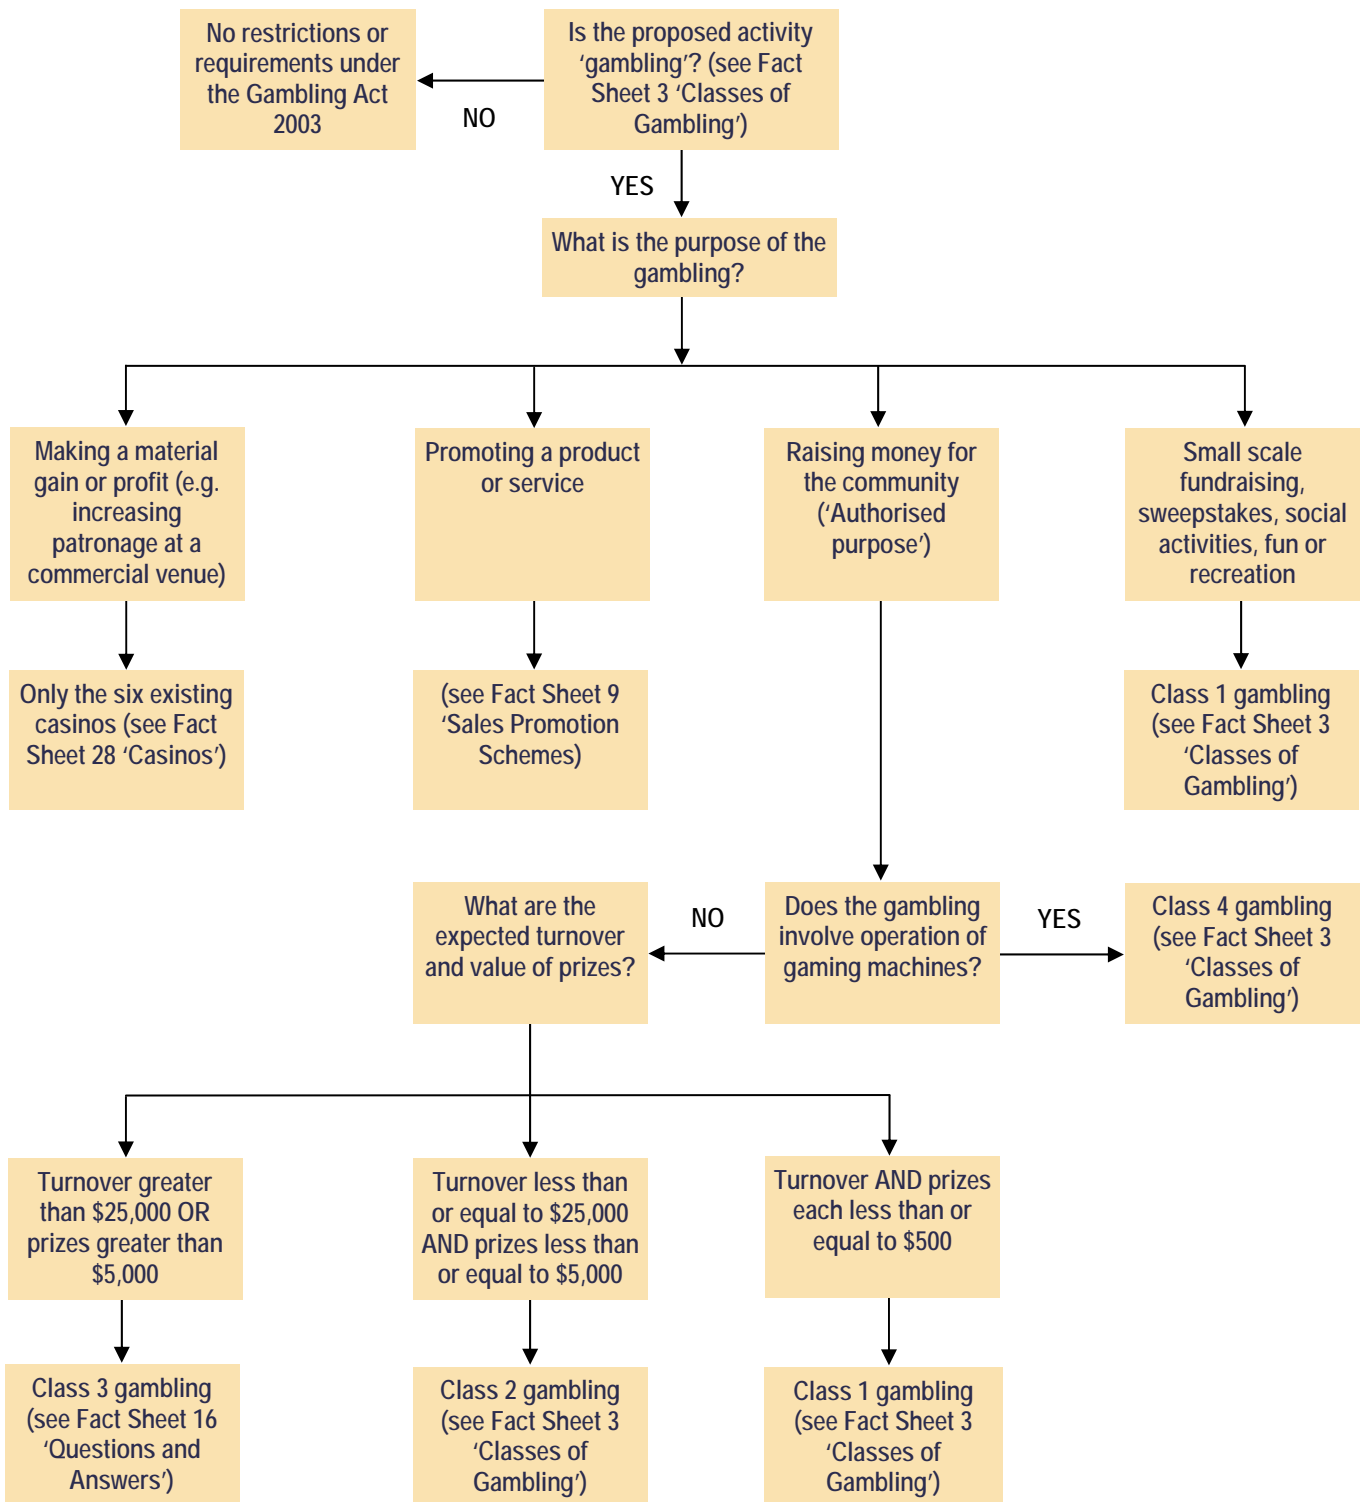 No restrictions or
requirements under
the Gambling Act
2003
Is the proposed activity
‘gambling’? (see Fact
Sheet 3 ‘Classes of
Gambling’)
NO
YES
What is the purpose of the
gambling?
Making a material
gain or profit (e.g.
increasing
patronage at a
commercial venue)
Promoting a product
or service
Raising money for
the community
(‘Authorised
purpose’)
Small scale
fundraising,
sweepstakes, social
activities, fun or
recreation
Only the six existing
casinos (see Fact
Sheet 28 ‘Casinos’)
(see Fact Sheet 9
‘Sales Promotion
Schemes)
Class 1 gambling
(see Fact Sheet 3
‘Classes of
Gambling’)
What are the
expected turnover
and value of prizes?
NO
Does the gambling
involve operation of
gaming machines?
YES
Class 4 gambling
(see Fact Sheet 3
‘Classes of
Gambling’)
Turnover greater
than $25,000 OR
prizes greater than
$5,000
Turnover less than
or equal to $25,000
AND prizes less than
or equal to $5,000
Turnover AND prizes
each less than or
equal to $500
Class 3 gambling
(see Fact Sheet 16
‘Questions and
Answers’)
Class 2 gambling
(see Fact Sheet 3
‘Classes of
Gambling’)
Class 1 gambling
(see Fact Sheet 3
‘Classes of
Gambling’)